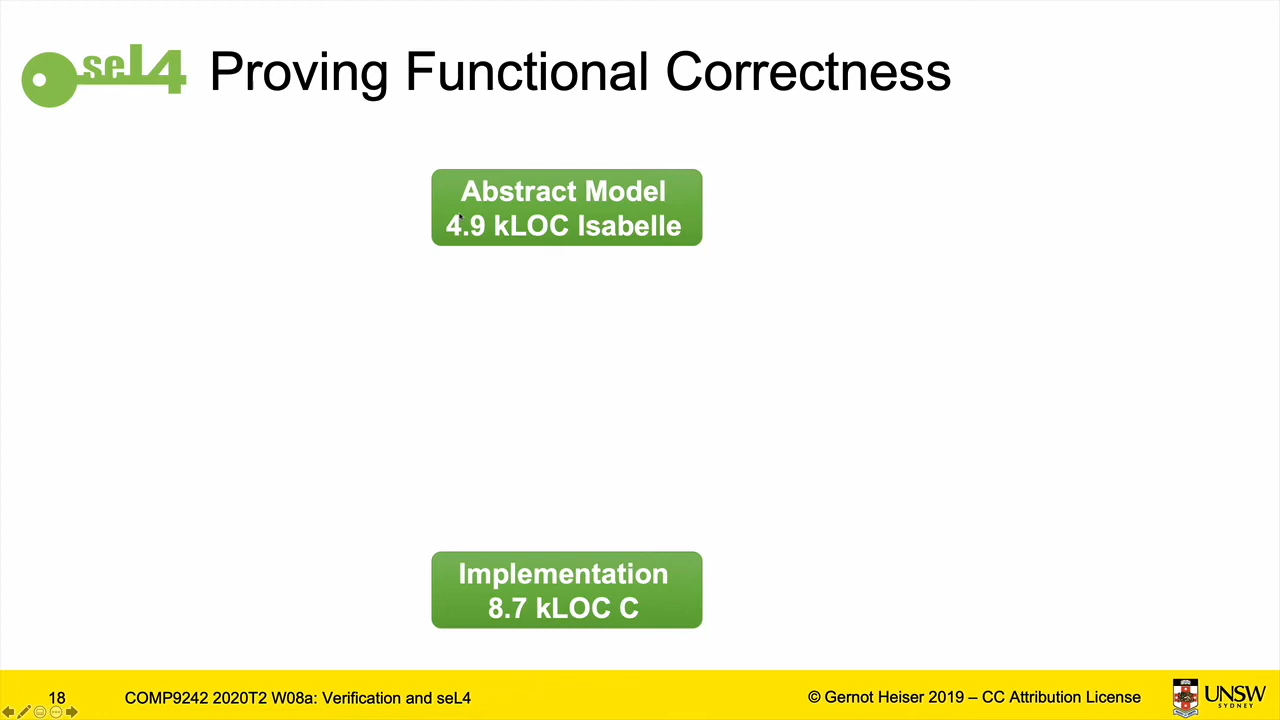 seL4
Proving Functional Correctness
Abstract Model
4.9 kLOC Isabelle
Implementation
8.7 kLOC C
18
COMP9242 2020T2 W08a: Verification and seL4
© Gernot Heiser 2019 – CC Attribution License
UNSW
SYDNEY